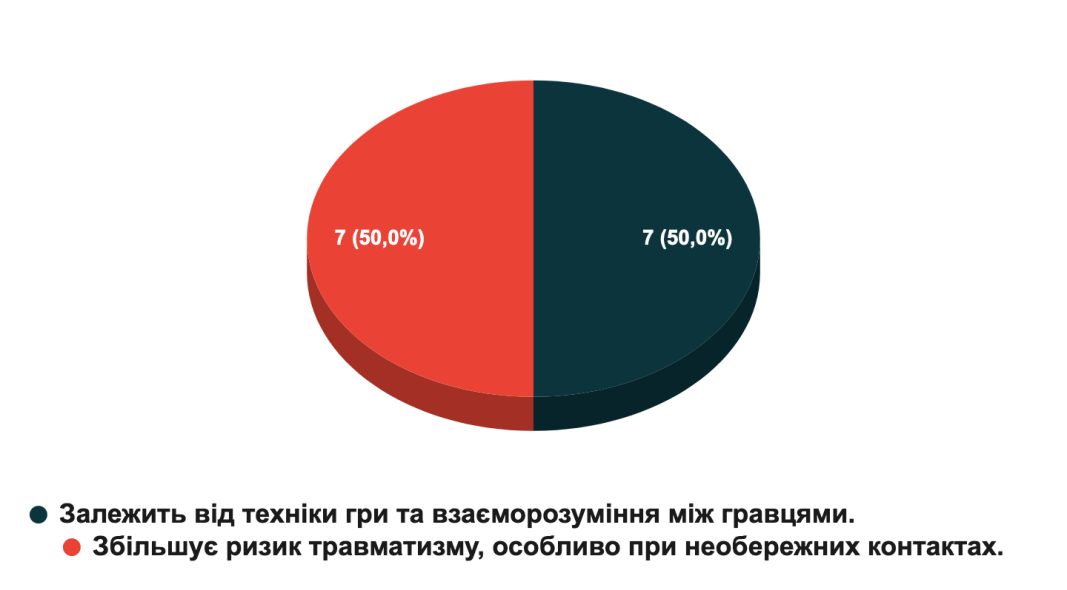 7 (50,0%)
7 (50,0%)
Залежить від техніки гри та взаєморозуміння між гравцями.
Збільшує ризик травматизму, особливо при необережних контактах.